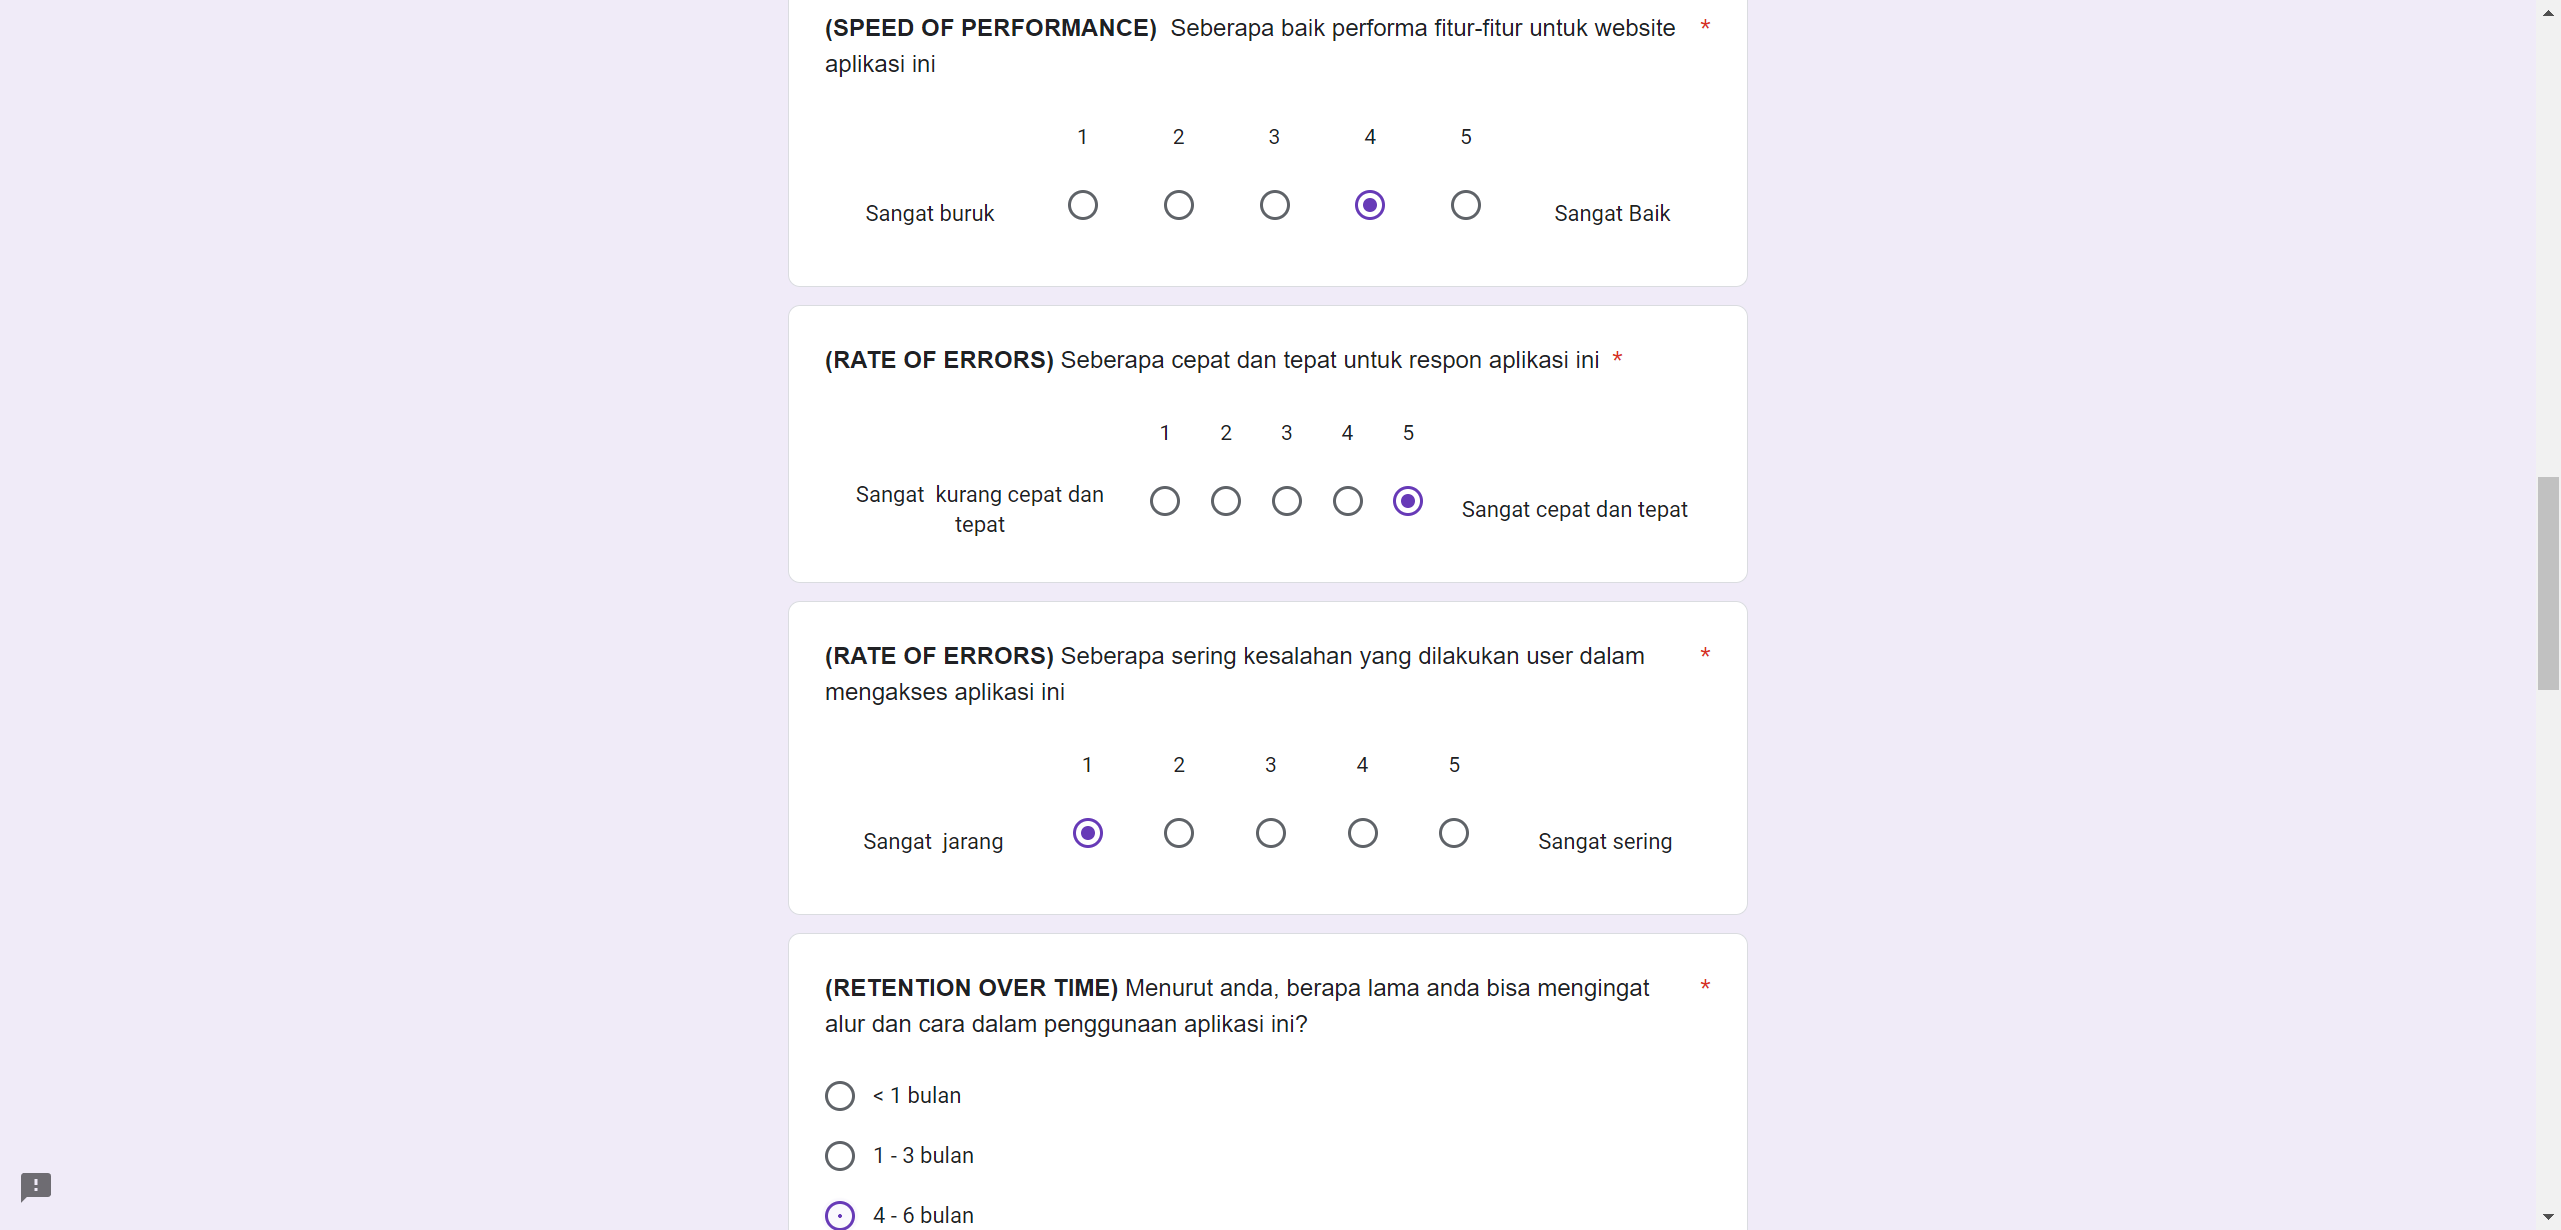 (SPEED OF PERFORMANCE)  Seberapa baik performa fitur-fitur untuk website *
aplikasi ini
1 2 3 4 5
Sangat buruk Sangat Baik
(RATE OF ERRORS) Seberapa cepat dan tepat untuk respon aplikasi ini *
1 2 3 4 5
Sangat  kurang cepat dan
tepat
Sangat cepat dan tepat
(RATE OF ERRORS) Seberapa sering kesalahan yang dilakukan user dalam *
mengakses aplikasi ini
1 2 3 4 5
Sangat  jarang Sangat sering
(RETENTION OVER TIME) Menurut anda, berapa lama anda bisa mengingat *
alur dan cara dalam penggunaan aplikasi ini?
< 1 bulan
1 - 3 bulan
4 - 6 bulan